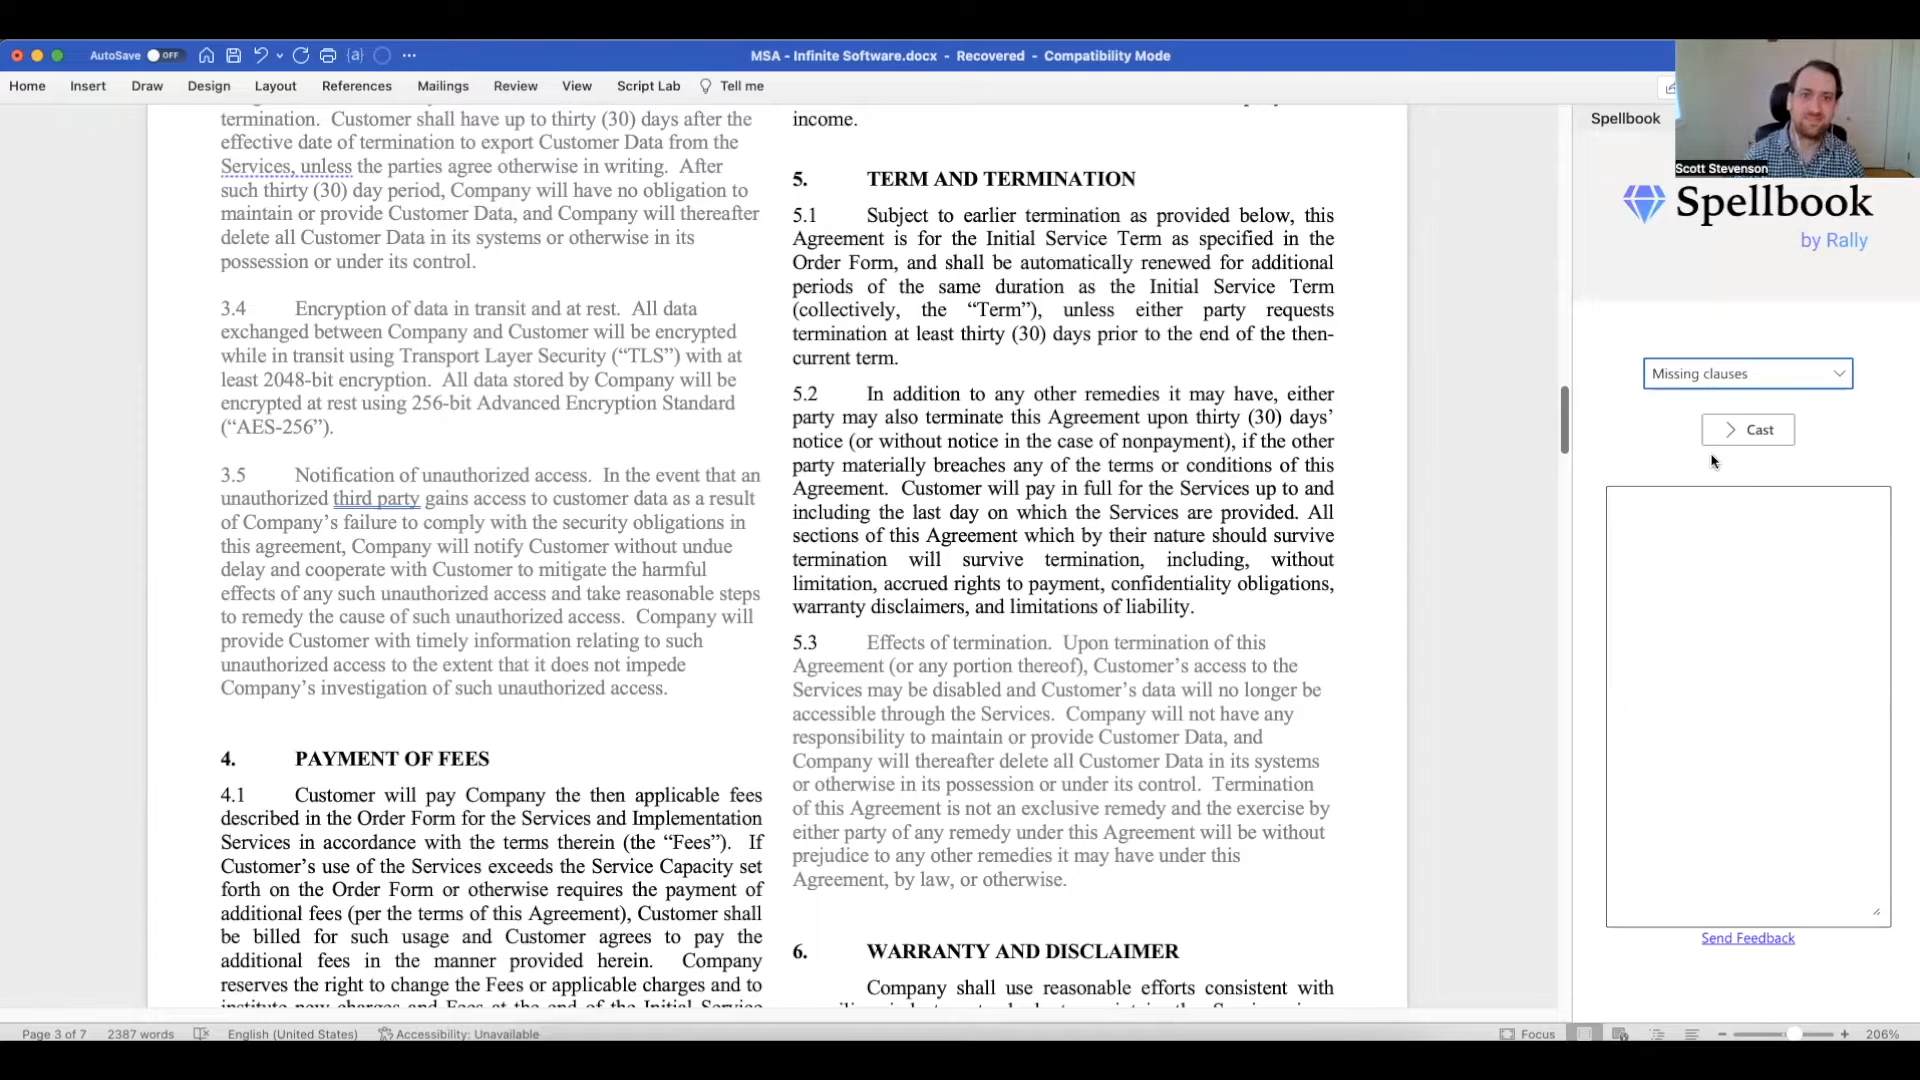 AutoSave OFF
MSA - Infinite Software.docx - Recovered - Compatibility Mode
Home Insert Draw Design Layout References Mailings Review View Script Lab Tell me
termination. Customer shall have up to thirty (30) days after the
effective date of termination to export Customer Data from the
Services, unless the parties agree otherwise in writing. After
such thirty (30) day period, Company will have no obligation to
maintain or provide Customer Data, and Company will thereafter
delete all Customer Data in its systems or otherwise in its
possession or under its control.
3.4 Encryption of data in transit and at rest. All data
exchanged between Company and Customer will be encrypted
while in transit using Transport Layer Security (“TLS”) with at
least 2048-bit encryption. All data stored by Company will be
encrypted at rest using 256-bit Advanced Encryption Standard
(“AES-256”).
3.5 Notification of unauthorized access. In the event that an
unauthorized third party gains access to customer data as a result
of Company’s failure to comply with the security obligations in
this agreement, Company will notify Customer without undue
delay and cooperate with Customer to mitigate the harmful
effects of any such unauthorized access and take reasonable steps
to remedy the cause of such unauthorized access. Company will
provide Customer with timely information relating to such
unauthorized access to the extent that it does not impede
Company’s investigation of such unauthorized access.
4. PAYMENT OF FEES
4.1 Customer will pay Company the then applicable fees
described in the Order Form for the Services and Implementation
Services in accordance with the terms therein (the “Fees”). If
Customer’s use of the Services exceeds the Service Capacity set
forth on the Order Form or otherwise requires the payment of
additional fees (per the terms of this Agreement), Customer shall
be billed for such usage and Customer agrees to pay the
additional fees in the manner provided herein. Company
reserves the right to change the Fees or applicable charges and to
institute new charges and Fees at the end of the Initial Service
income.
5. TERM AND TERMINATION
5.1 Subject to earlier termination as provided below, this
Agreement is for the Initial Service Term as specified in the
Order Form, and shall be automatically renewed for additional
periods of the same duration as the Initial Service Term
(collectively, the “Term”), unless either party requests
termination at least thirty (30) days prior to the end of the then-
current term.
5.2 In addition to any other remedies it may have, either
party may also terminate this Agreement upon thirty (30) days’
notice (or without notice in the case of nonpayment), if the other
party materially breaches any of the terms or conditions of this
Agreement. Customer will pay in full for the Services up to and
including the last day on which the Services are provided. All
sections of this Agreement which by their nature should survive
termination will survive termination, including, without
limitation, accrued rights to payment, confidentiality obligations,
warranty disclaimers, and limitations of liability.
5.3 Effects of termination. Upon termination of this
Agreement (or any portion thereof), Customer’s access to the
Services may be disabled and Customer’s data will no longer be
accessible through the Services. Company will not have any
responsibility to maintain or provide Customer Data, and
Company will thereafter delete all Customer Data in its systems
or otherwise in its possession or under its control. Termination
of this Agreement is not an exclusive remedy and the exercise by
either party of any remedy under this Agreement will be without
prejudice to any other remedies it may have under this
Agreement, by law, or otherwise.
6. WARRANTY AND DISCLAIMER
Company shall use reasonable efforts consistent with
Spellbook
Scott Stevenson
Spellbook
by Rally
Missing clauses
Cast
Send Feedback
Page 3 of 7 2387 words English (United States) Accessibility: Unavailable Focus 206%